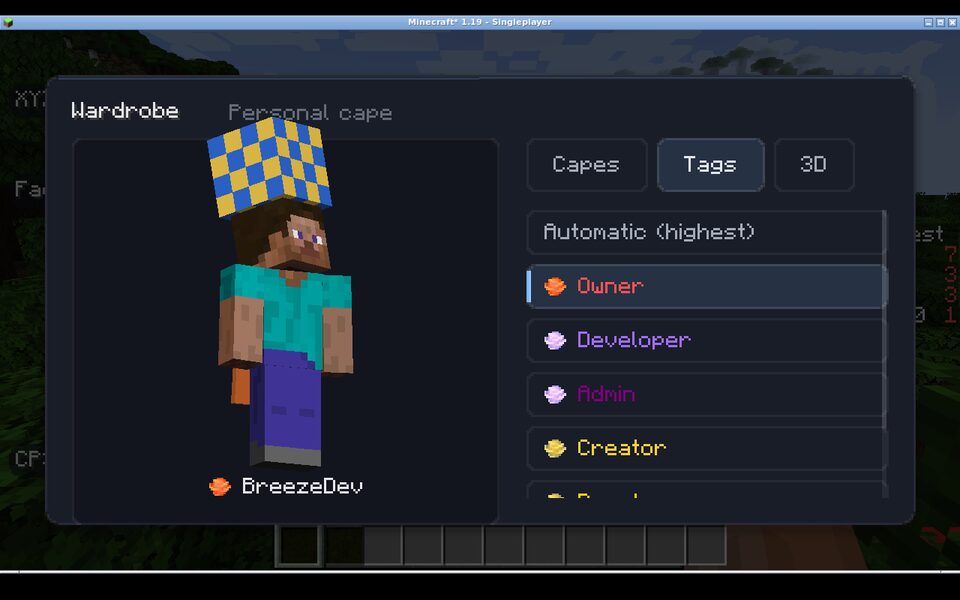 Minecraft* 1.19 - Singleplayer
Wardrobe
Personal cape
Capes
Tags
3D
Automatic (highest)
Owner
Developer
Admin
Creator
BreezeDev